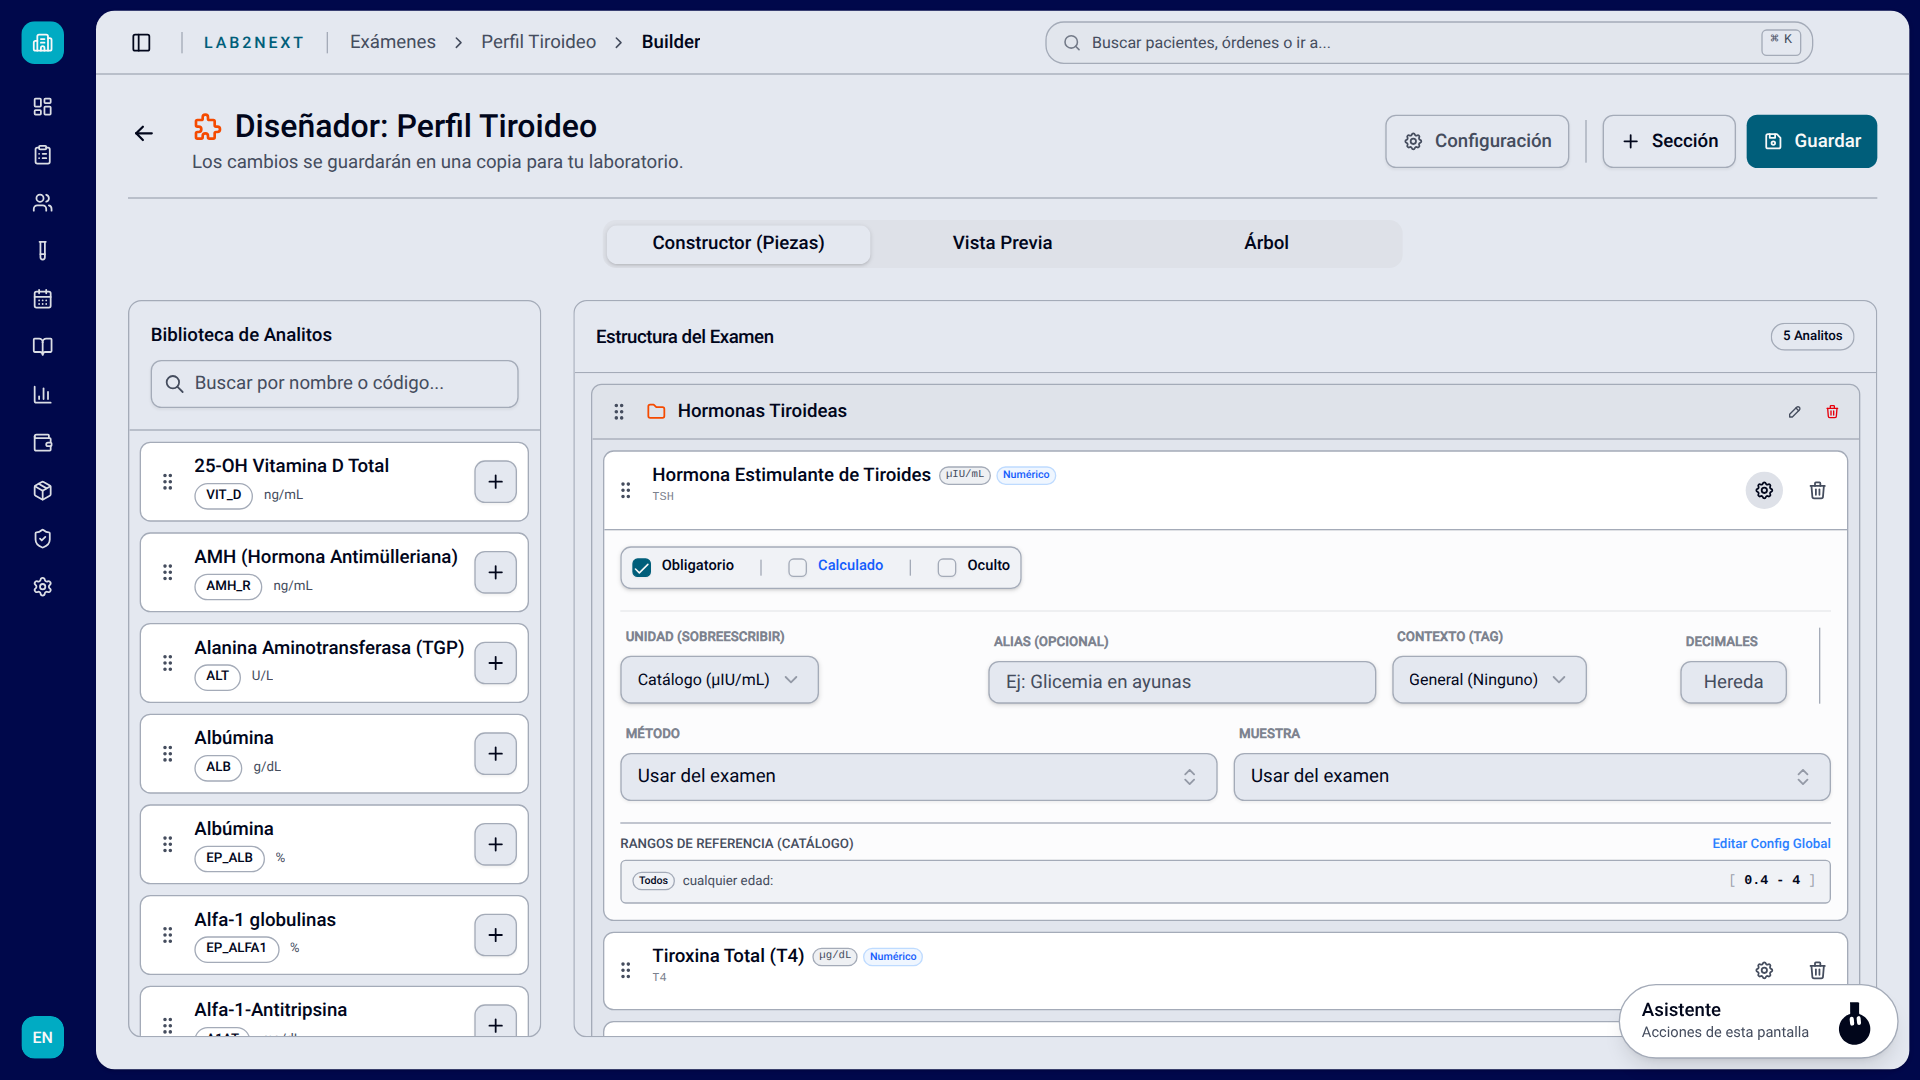 LAB2NEXT
Exámenes
Perfil Tiroideo
Builder
Buscar pacientes, órdenes o ir a...
⌘ K
Diseñador: Perfil Tiroideo
Los cambios se guardarán en una copia para tu laboratorio.
Configuración
Sección
Guardar
Constructor (Piezas)
Vista Previa
Árbol
Biblioteca de Analitos
Buscar por nombre o código...
25-OH Vitamina D Total
VIT_D ng/mL
AMH (Hormona Antimülleriana)
AMH_R ng/mL
Alanina Aminotransferasa (TGP)
ALT U/L
Albúmina
ALB g/dL
Albúmina
EP_ALB %
Alfa-1 globulinas
EP_ALFA1 %
Alfa-1-Antitripsina
Estructura del Examen
5 Analitos
Hormonas Tiroideas
Hormona Estimulante de Tiroides µIU/mL Numérico
TSH
Obligatorio
Calculado
Oculto
UNIDAD (SOBREESCRIBIR)
Catálogo (µIU/mL)
ALIAS (OPCIONAL)
Ej: Glicemia en ayunas
CONTEXTO (TAG)
General (Ninguno)
DECIMALES
Hereda
MÉTODO
Usar del examen
MUESTRA
Usar del examen
RANGOS DE REFERENCIA (CATÁLOGO)
Editar Config Global
Todos cualquier edad:
[ 0.4 - 4 ]
Tiroxina Total (T4) µg/dL Numérico
T4
Asistente
Acciones de esta pantalla
EN